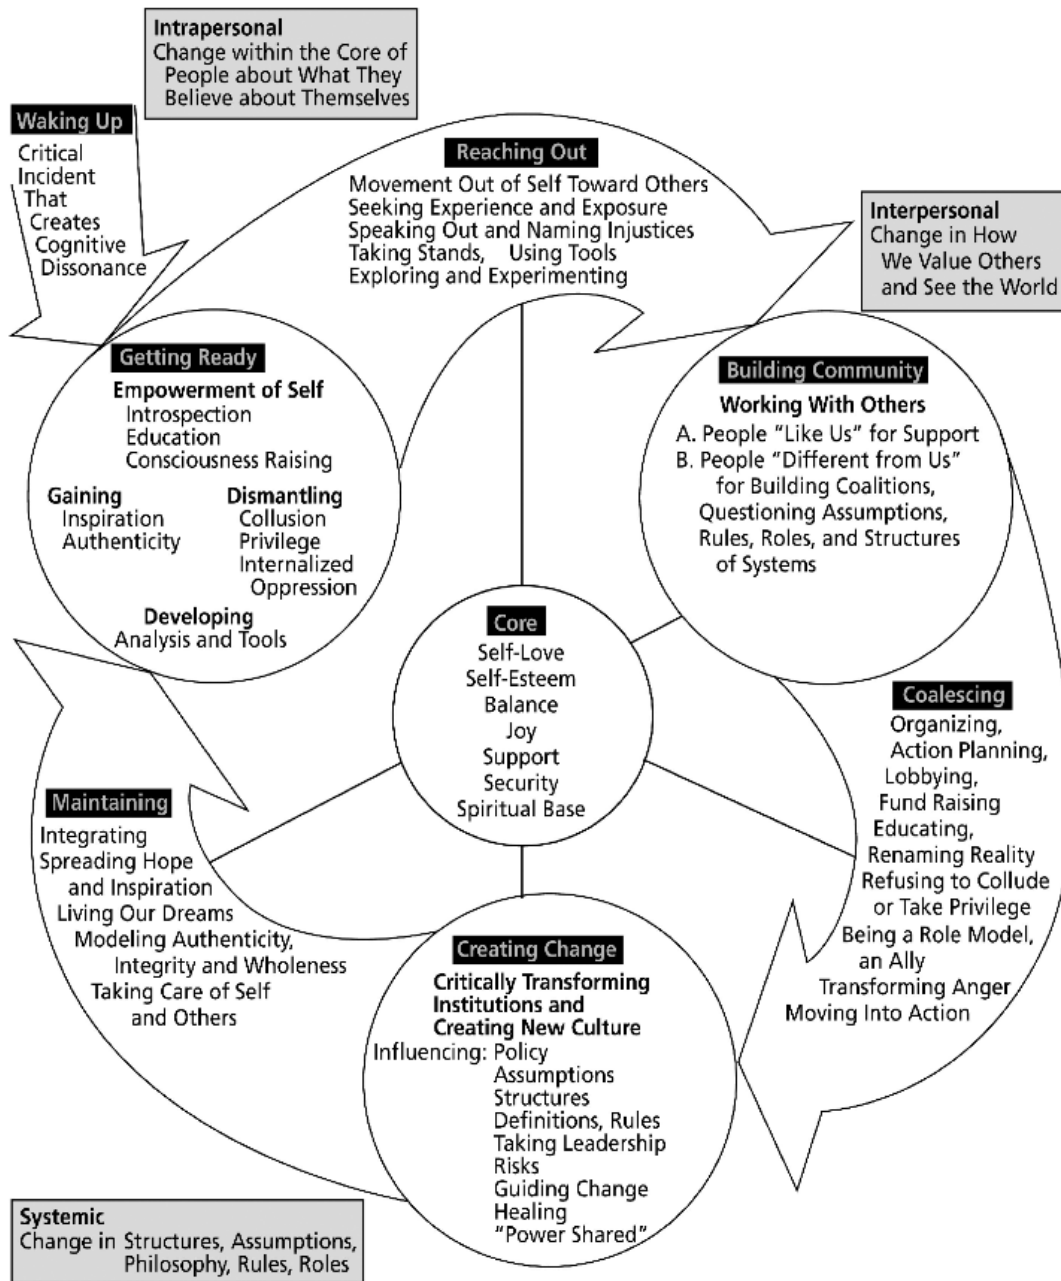 Intrapersonal
Change within the Core of
People about What They
Believe about Themselves
Waking Up
Critical
Incident
That
Creates
Cognitive
Dissonance
Reaching Out
Movement Out of Self Toward Others
Seeking Experience and Exposure
Speaking Out and Naming Injustices
Taking Stands, Using Tools
Exploring and Experimenting
Interpersonal
Change in How
We Value Others
and See the World
Getting Ready
Empowerment of Self
Introspection
Education
Consciousness Raising
Gaining
Inspiration
Authenticity
Dismantling
Collusion
Privilege
Internalized
Oppression
Developing
Analysis and Tools
Building Community
Working With Others
A. People “Like Us” for Support
B. People “Different from Us”
for Building Coalitions,
Questioning Assumptions,
Rules, Roles, and Structures
of Systems
Core
Self-Love
Self-Esteem
Balance
Joy
Support
Security
Spiritual Base
Coalescing
Organizing,
Action Planning,
Lobbying,
Fund Raising
Educating,
Renaming Reality
Refusing to Collude
or Take Privilege
Being a Role Model,
an Ally
Transforming Anger
Moving Into Action
Maintaining
Integrating
Spreading Hope
and Inspiration
Living Our Dreams
Modeling Authenticity,
Integrity and Wholeness
Taking Care of Self
and Others
Creating Change
Critically Transforming
Institutions and
Creating New Culture
Influencing: Policy
Assumptions
Structures
Definitions, Rules
Taking Leadership
Risks
Guiding Change
Healing
“Power Shared”
Systemic
Change in Structures, Assumptions,
Philosophy, Rules, Roles